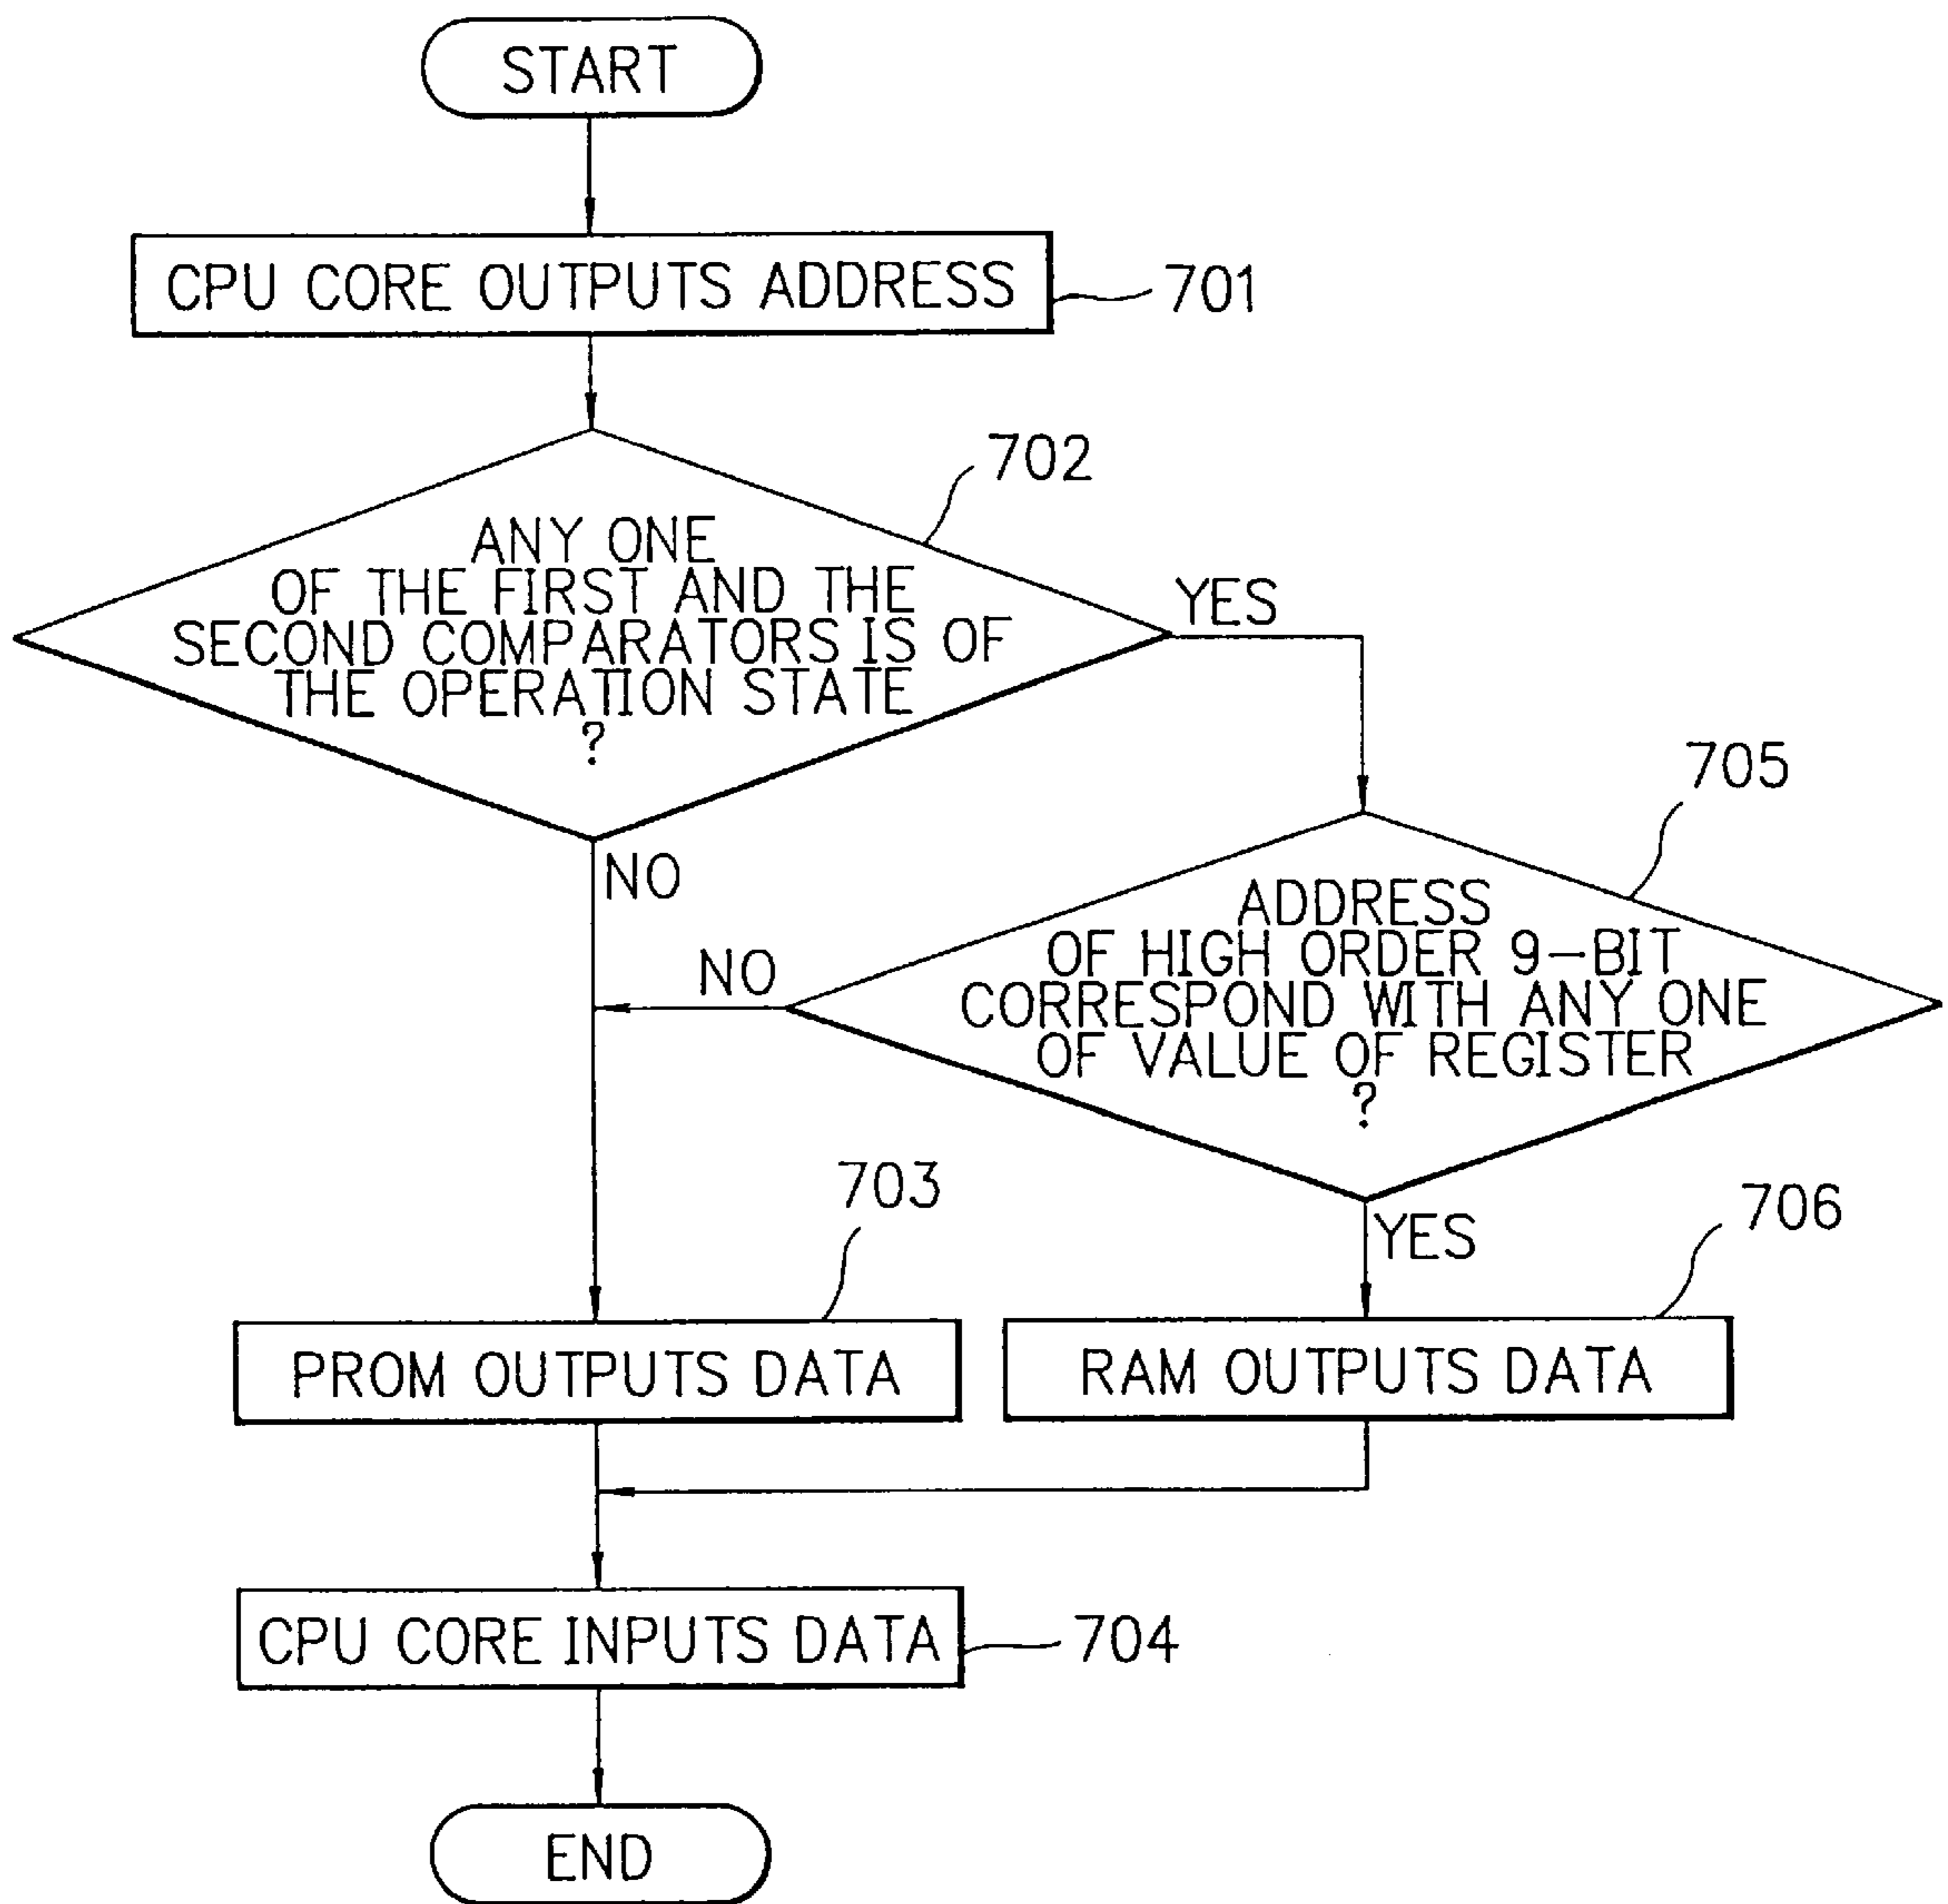 START
CPU CORE OUTPUTS ADDRESS
701
702
ANY ONE
OF THE FIRST AND THE
SECOND COMPARATORS IS OF
THE OPERATION STATE
?
YES
NO
705
ADDRESS
OF HIGH ORDER 9-BIT
CORRESPOND WITH ANY ONE
OF VALUE OF REGISTER
?
NO
YES
703
PROM OUTPUTS DATA
706
RAM OUTPUTS DATA
CPU CORE INPUTS DATA
704
END